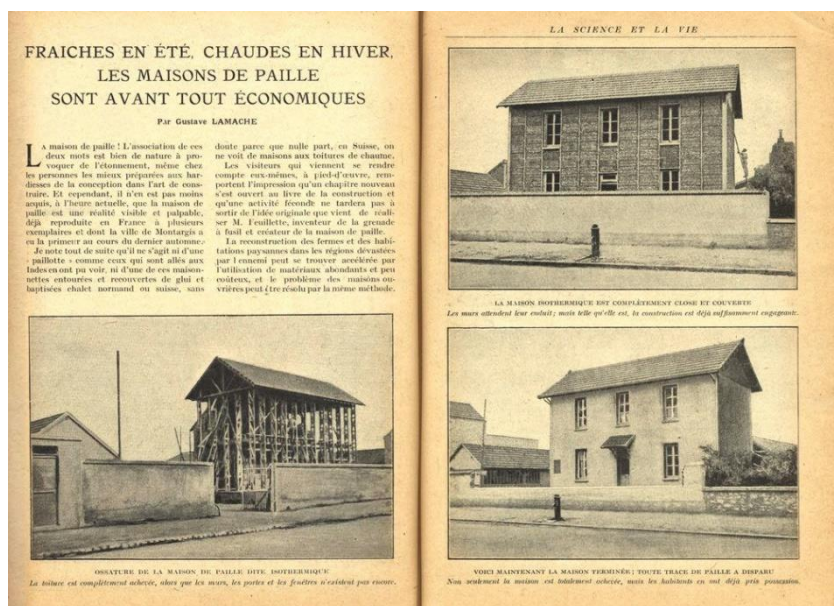 FRAICHES EN ÉTÉ, CHAUDES EN HIVER,
LES MAISONS DE PAILLE
SONT AVANT TOUT ÉCONOMIQUES
Par Gustave LAMACHE
LA maison de paille ! L'association de ces
deux mots est bien de nature à pro-
voquer de l'étonnement, même chez
les personnes les mieux préparées aux har-
diesses de la conception dans l'art de cons-
truire. Et cependant, il n'en est pas moins
acquis, à l'heure actuelle, que la maison de
paille est une réalité visible et palpable,
déjà reproduite en France à plusieurs
exemplaires et dont la ville de Montargis a
eu la primeur au cours du dernier automne.
Je note tout de suite qu'il ne s'agit ni d'une
« paillotte » comme ceux qui sont allés aux
Indes en ont pu voir, ni d'une de ces maison-
nettes entourées et recouvertes de glui et
baptisées chalet normand ou suisse, sans
doute parce que nulle part, en Suisse, on
ne voit de maisons aux toitures de chaume.
Les visiteurs qui viennent se rendre
compte eux-mêmes, à pied-d'œuvre, rem-
portent l'impression qu'un chapitre nouveau
s'est ouvert au livre de la construction et
qu'une activité féconde ne tardera pas à
sortir de l'idée originale que vient de réali-
ser M. Feuillette, inventeur de la grenade
à fusil et créateur de la maison de paille.
La reconstruction des fermes et des habi-
tations paysannes dans les régions dévastées
par l'ennemi peut se trouver accélérée par
l'utilisation de matériaux abondants et peu
coûteux, et le problème des maisons ou-
vrières peut être résolu par la même méthode.
OSSATURE DE LA MAISON DE PAILLE DITE ISOTHERMIQUE
La toiture est complètement achevée, alors que les murs, les portes et les fenêtres n'existent pas encore.
LA SCIENCE ET LA VIE
LA MAISON ISOTHERMIQUE EST COMPLÈTEMENT CLOSE ET COUVERTE
Les murs attendent leur enduit ; mais telle qu'elle est, la construction est déjà suffisamment engageante.
VOICI MAINTENANT LA MAISON TERMINÉE ; TOUTE TRACE DE PAILLE A DISPARU
Non seulement la maison est totalement achevée, mais les habitants en ont déjà pris possession.